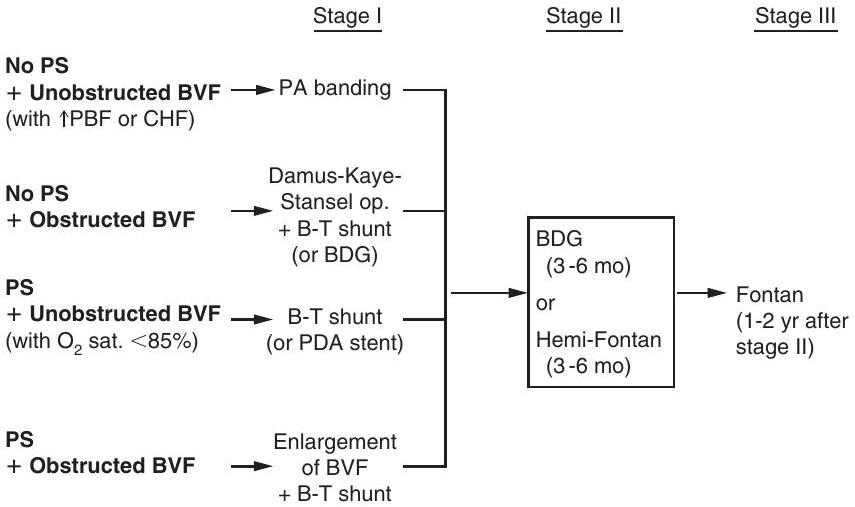 Stage I
Stage II
Stage III
No PS
+ Unobstructed BVF
(with ↑PBF or CHF)
PA banding
No PS
+ Obstructed BVF
Damus-Kaye-
Stansel op.
+ B-T shunt
(or BDG)
PS
+ Unobstructed BVF
(with O₂ sat. <85%)
B-T shunt
(or PDA stent)
PS
+ Obstructed BVF
Enlargement
of BVF
+ B-T shunt
BDG
(3-6 mo)
or
Hemi-Fontan
(3-6 mo)
Fontan
(1-2 yr after
stage II)